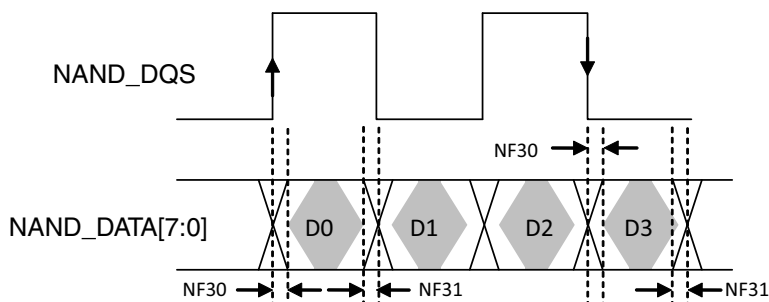 NAND_DQS
NF30
NAND_DATA[7:0] D0 D1 D2 D3
NF30 NF31 NF31